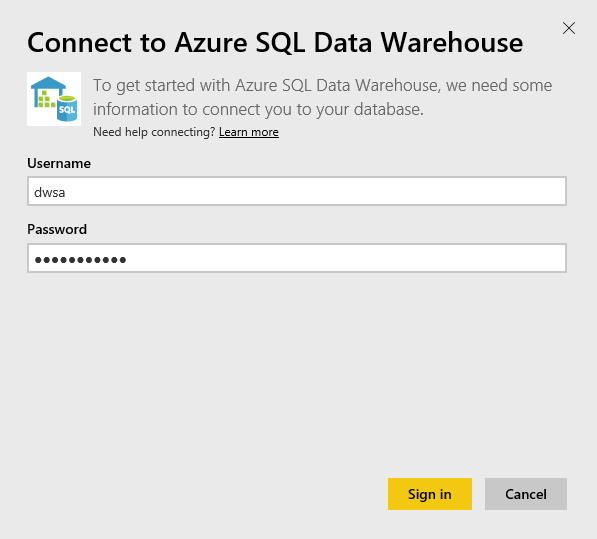 Connect to Azure SQL Data Warehouse
SQL
To get started with Azure SQL Data Warehouse, we need some
information to connect you to your database.
Need help connecting? Learn more
Username
dwsa
Password
●●●●●●●●●●●
Sign in
Cancel